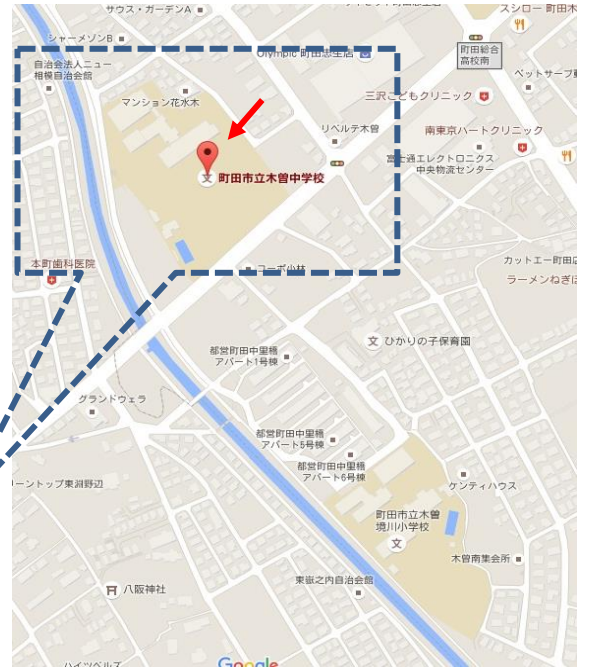 サウス・ガーデンA
スシロー 町田木
シャーメゾンB
Olympic 町田忠生店
町田総合
高校南
自治会法人ニュー
相模自治会館
ペットサーフ
マンション花水木
三沢こどもクリニック
リベルテ木曽
南東京ハートクリニック
富士通エレクトロニクス
中央物流センター
文 町田市立木曽中学校
本町歯科医院
コーポ小林
カットエー町田店
ラーメンねぎ
文 ひかりの子保育園
都営町田中里橋
アパート1号棟
グランドウェラ
都営町田中里橋
アパート5号棟
都営町田中里橋
アパート6号棟
ーントップ東淵野辺
ケンティハウス
町田市立木曽
境川小学校
文
木曽南集会所
東嶽之内自治会館
八阪神社
ハイツベルズ
Google